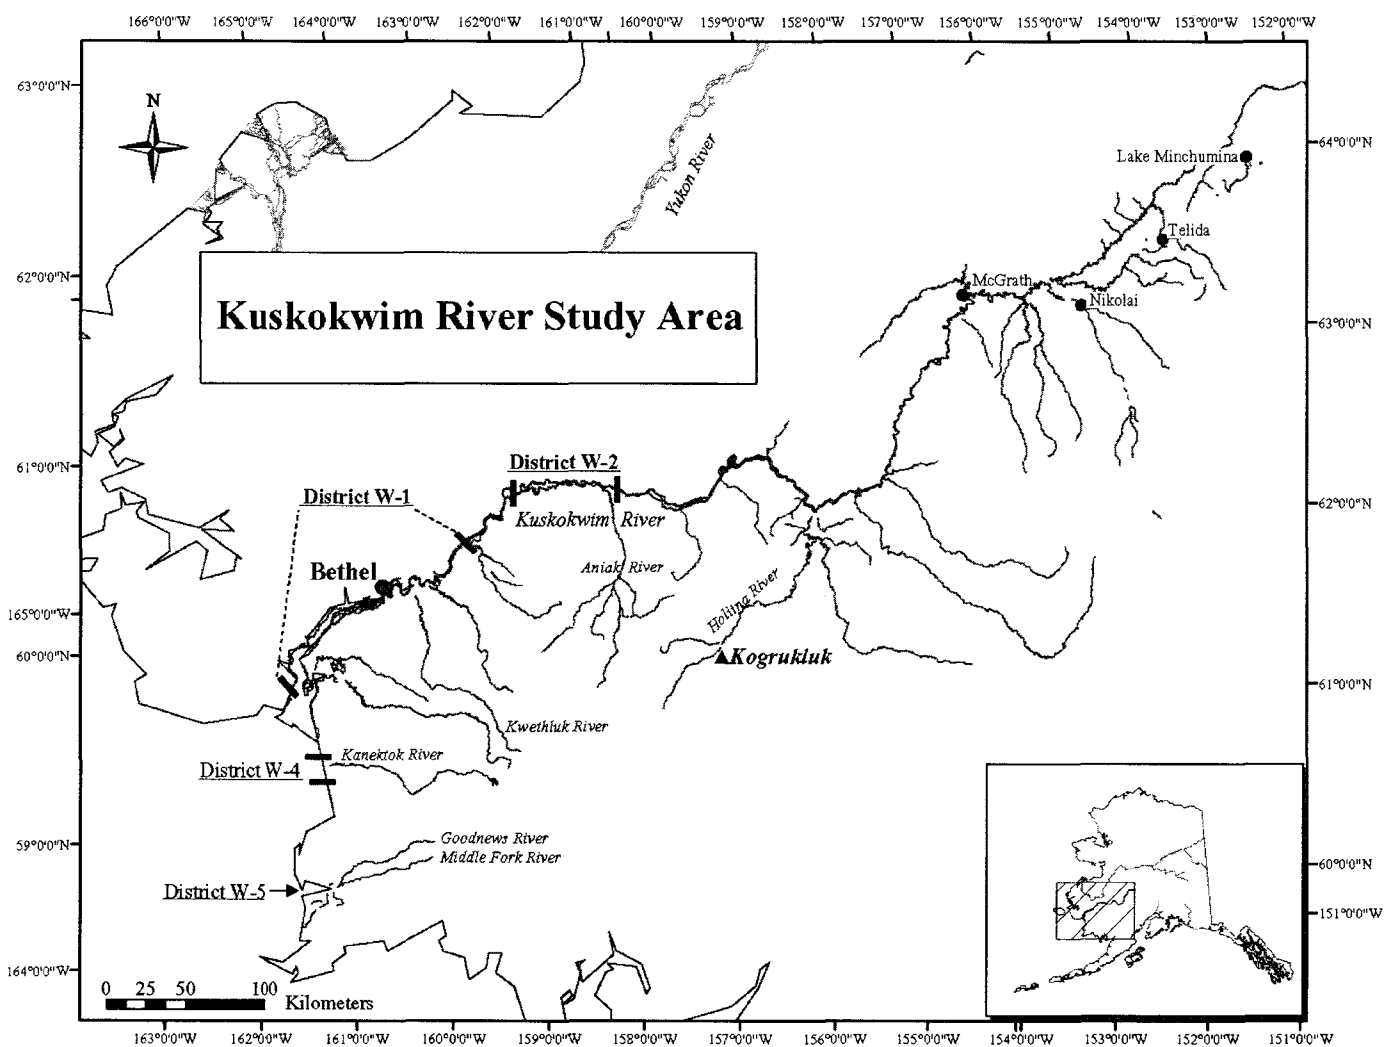 166°0'0"W 165°0'0"W 164°0'0"W 163°0'0"W 162°0'0"W 161°0'0"W 160°0'0"W 159°0'0"W 158°0'0"W 157°0'0"W 156°0'0"W 155°0'0"W 154°0'0"W 153°0'0"W 152°0'0"W
63°0'0"N
N
64°0'0"N
Lake Minchumina
Yukon River
Telida
62°0'0"N
McGrath
Nikolai
Kuskokwim River Study Area
63°0'0"N
61°0'0"N
District W-2
District W-1
62°0'0"N
Kuskokwim River
Bethel
Aniak River
Holitna River
165°0'0"W
60°0'0"N
Kogrukluk
61°0'0"N
Kwethluk River
Kanektok River
District W-4
59°0'0"N
Goodnews River
Middle Fork River
60°0'0"N
District W-5
151°0'0"W
164°0'0"W
0 25 50 100
Kilometers
163°0'0"W 162°0'0"W 161°0'0"W 160°0'0"W 159°0'0"W 158°0'0"W 157°0'0"W 156°0'0"W 155°0'0"W 154°0'0"W 153°0'0"W 152°0'0"W 151°0'0"W